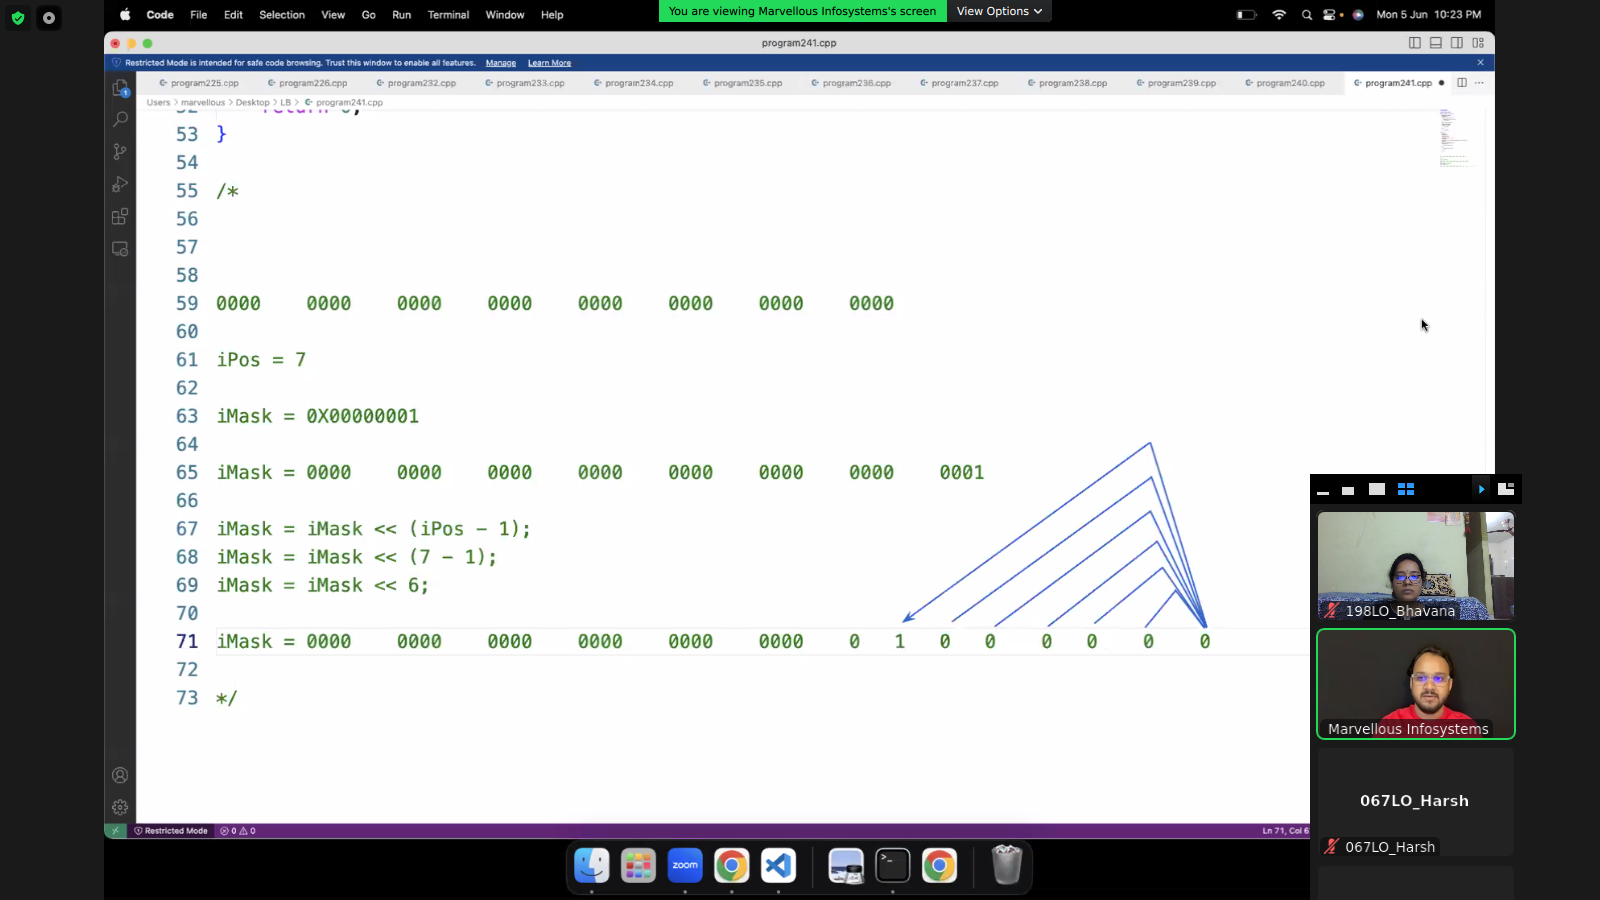 Code File Edit Selection View Go Run Terminal Window Help
You are viewing Marvellous Infosystems's screen View Options
Mon 5 Jun 10:23 PM
program241.cpp
Restricted Mode is intended for safe code browsing. Trust this window to enable all features. Manage Learn More
program225.cpp program226.cpp program232.cpp program233.cpp program234.cpp program235.cpp program236.cpp program237.cpp program238.cpp program239.cpp program240.cpp program241.cpp
Users > marvellous > Desktop > LB > program241.cpp
53 }
54
55 /*
56
57
58
59 0000 0000 0000 0000 0000 0000 0000 0000
60
61 iPos = 7
62
63 iMask = 0X00000001
64
65 iMask = 0000 0000 0000 0000 0000 0000 0000 0001
66
67 iMask = iMask << (iPos - 1);
68 iMask = iMask << (7 - 1);
69 iMask = iMask << 6;
70
71 iMask = 0000 0000 0000 0000 0000 0000 0 1 0 0 0 0 0 0
72
73 */
198LO_Bhavana
Marvellous Infosystems
067LO_Harsh
067LO_Harsh
Restricted Mode 0 0
Ln 71, Col 6
zoom